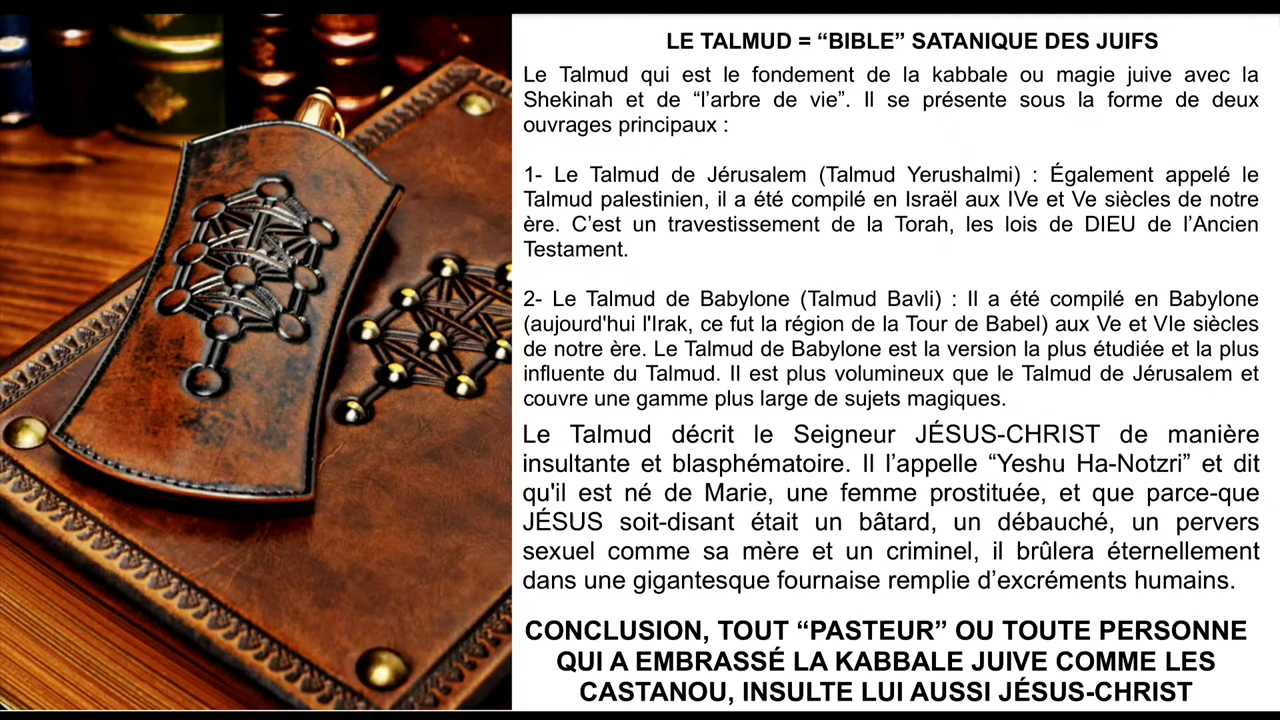 LE TALMUD = “BIBLE” SATANIQUE DES JUIFS
Le Talmud qui est le fondement de la kabbale ou magie juive avec la
Shekinah et de “l’arbre de vie”. Il se présente sous la forme de deux
ouvrages principaux :
1- Le Talmud de Jérusalem (Talmud Yerushalmi) : Également appelé le
Talmud palestinien, il a été compilé en Israël aux IVe et Ve siècles de notre
ère. C’est un travestissement de la Torah, les lois de DIEU de l’Ancien
Testament.
2- Le Talmud de Babylone (Talmud Bavli) : Il a été compilé en Babylone
(aujourd'hui l'Irak, ce fut la région de la Tour de Babel) aux Ve et VIe siècles
de notre ère. Le Talmud de Babylone est la version la plus étudiée et la plus
influente du Talmud. Il est plus volumineux que le Talmud de Jérusalem et
couvre une gamme plus large de sujets magiques.
Le Talmud décrit le Seigneur JÉSUS-CHRIST de manière
insultante et blasphématoire. Il l’appelle “Yeshu Ha-Notzri” et dit
qu'il est né de Marie, une femme prostituée, et que parce-que
JÉSUS soit-disant était un bâtard, un débauché, un pervers
sexuel comme sa mère et un criminel, il brûlera éternellement
dans une gigantesque fournaise remplie d’excréments humains.
CONCLUSION, TOUT “PASTEUR” OU TOUTE PERSONNE
QUI A EMBRASSÉ LA KABBALE JUIVE COMME LES
CASTANOU, INSULTE LUI AUSSI JÉSUS-CHRIST